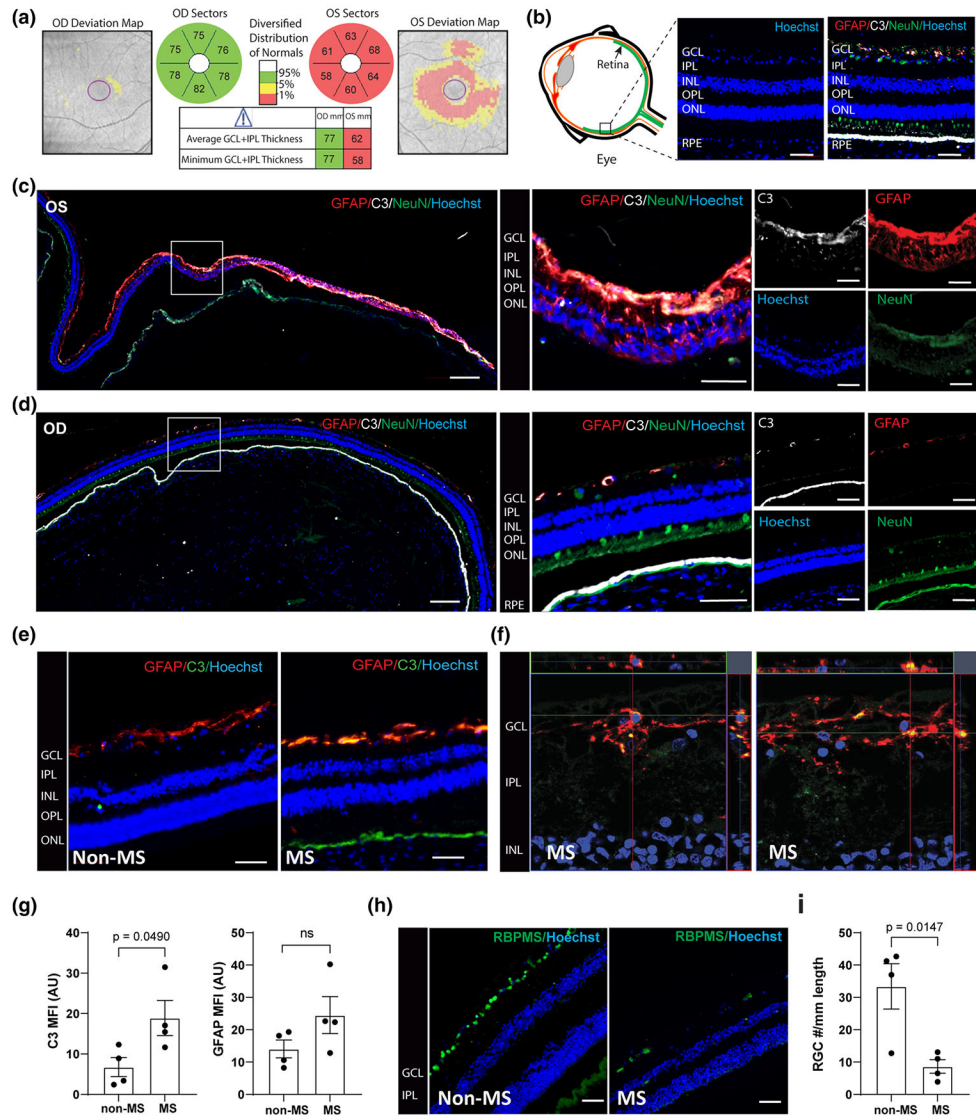 (a)
OD Deviation Map
OD Sectors
Diversified
Distribution
of Normals
OS Sectors
OS Deviation Map
75
75
76
78
78
82
95%
5%
1%
63
61
68
58
64
60
OD mm
OS mm
Average GCL+IPL Thickness
77
62
Minimum GCL+IPL Thickness
77
58
(b)
Retina
Eye
Hoechst
GCL
IPL
INL
OPL
ONL
RPE
GFAP/C3/NeuN/Hoechst
GCL
IPL
INL
OPL
ONL
RPE
(c)
OS
GFAP/C3/NeuN/Hoechst
GCL
IPL
INL
OPL
ONL
GFAP/C3/NeuN/Hoechst
C3
GFAP
Hoechst
NeuN
(d)
OD
GFAP/C3/NeuN/Hoechst
GCL
IPL
INL
OPL
ONL
RPE
GFAP/C3/NeuN/Hoechst
C3
GFAP
Hoechst
NeuN
(e)
GFAP/C3/Hoechst
GCL
IPL
INL
OPL
ONL
Non-MS
GFAP/C3/Hoechst
MS
(f)
GCL
IPL
INL
MS
MS
(g)
C3 MFI (AU)
40
30
20
10
0
p = 0.0490
non-MS
MS
GFAP MFI (AU)
50
40
30
20
10
0
ns
non-MS
MS
(h)
RBPMS/Hoechst
GCL
IPL
Non-MS
RBPMS/Hoechst
MS
i
RGC #/mm length
50
40
30
20
10
0
p = 0.0147
non-MS
MS